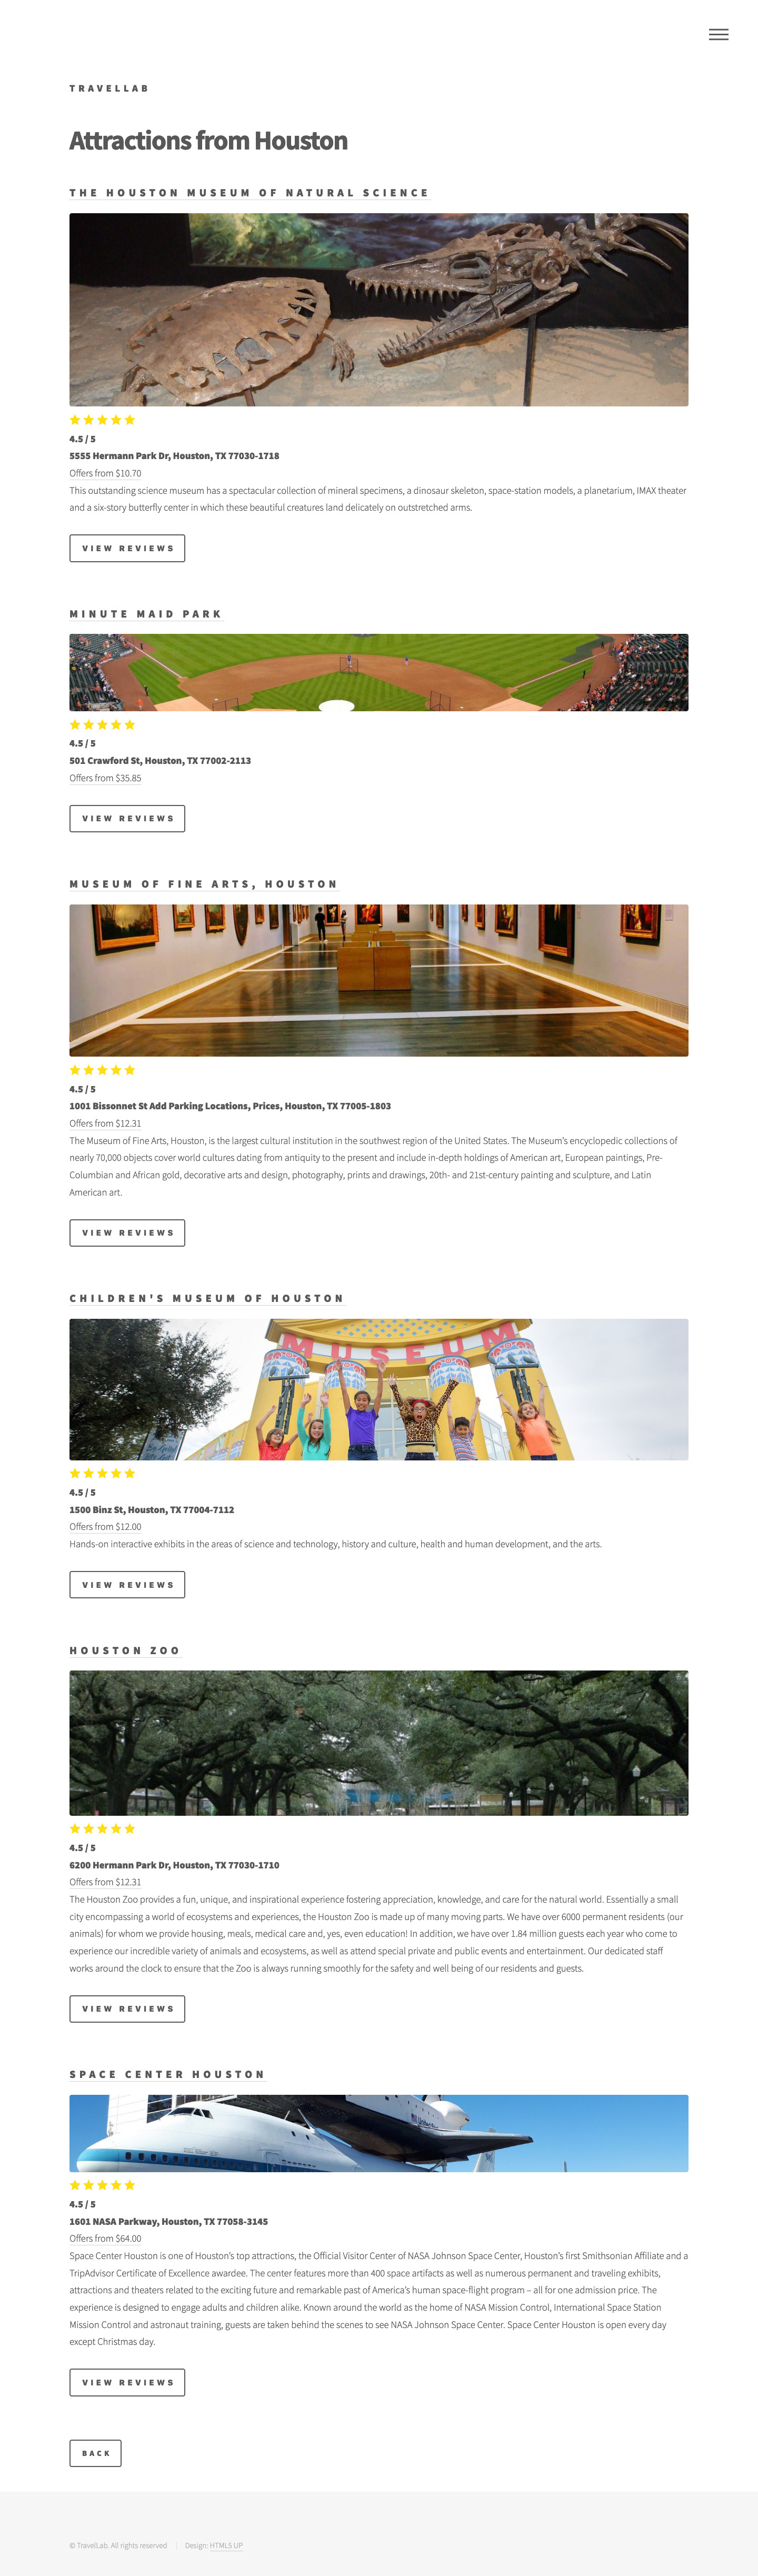 TRAVELLAB
Attractions from Houston
THE HOUSTON MUSEUM OF NATURAL SCIENCE
4.5 / 5
5555 Hermann Park Dr, Houston, TX 77030-1718
Offers from $10.70
This outstanding science museum has a spectacular collection of mineral specimens, a dinosaur skeleton, space-station models, a planetarium, IMAX theater
and a six-story butterfly center in which these beautiful creatures land delicately on outstretched arms.
VIEW REVIEWS
MINUTE MAID PARK
4.5 / 5
501 Crawford St, Houston, TX 77002-2113
Offers from $35.85
VIEW REVIEWS
MUSEUM OF FINE ARTS, HOUSTON
4.5 / 5
1001 Bissonnet St Add Parking Locations, Prices, Houston, TX 77005-1803
Offers from $12.31
The Museum of Fine Arts, Houston, is the largest cultural institution in the southwest region of the United States. The Museum's encyclopedic collections of
nearly 70,000 objects cover world cultures dating from antiquity to the present and include in-depth holdings of American art, European paintings, Pre-
Columbian and African gold, decorative arts and design, photography, prints and drawings, 20th- and 21st-century painting and sculpture, and Latin
American art.
VIEW REVIEWS
CHILDREN'S MUSEUM OF HOUSTON
MUSEUM
4.5 / 5
1500 Binz St, Houston, TX 77004-7112
Offers from $12.00
Hands-on interactive exhibits in the areas of science and technology, history and culture, health and human development, and the arts.
VIEW REVIEWS
HOUSTON ZOO
4.5 / 5
6200 Hermann Park Dr, Houston, TX 77030-1710
Offers from $12.31
The Houston Zoo provides a fun, unique, and inspirational experience fostering appreciation, knowledge, and care for the natural world. Essentially a small
city encompassing a world of ecosystems and experiences, the Houston Zoo is made up of many moving parts. We have over 6000 permanent residents (our
animals) for whom we provide housing, meals, medical care and, yes, even education! In addition, we have over 1.84 million guests each year who come to
experience our incredible variety of animals and ecosystems, as well as attend special private and public events and entertainment. Our dedicated staff
works around the clock to ensure that the Zoo is always running smoothly for the safety and well being of our residents and guests.
VIEW REVIEWS
SPACE CENTER HOUSTON
4.5 / 5
1601 NASA Parkway, Houston, TX 77058-3145
Offers from $64.00
Space Center Houston is one of Houston's top attractions, the Official Visitor Center of NASA Johnson Space Center, Houston's first Smithsonian Affiliate and a
TripAdvisor Certificate of Excellence awardee. The center features more than 400 space artifacts as well as numerous permanent and traveling exhibits,
attractions and theaters related to the exciting future and remarkable past of America's human space-flight program – all for one admission price. The
experience is designed to engage adults and children alike. Known around the world as the home of NASA Mission Control, International Space Station
Mission Control and astronaut training, guests are taken behind the scenes to see NASA Johnson Space Center. Space Center Houston is open every day
except Christmas day.
VIEW REVIEWS
BACK
© TravelLab. All rights reserved
Design: HTML5 UP